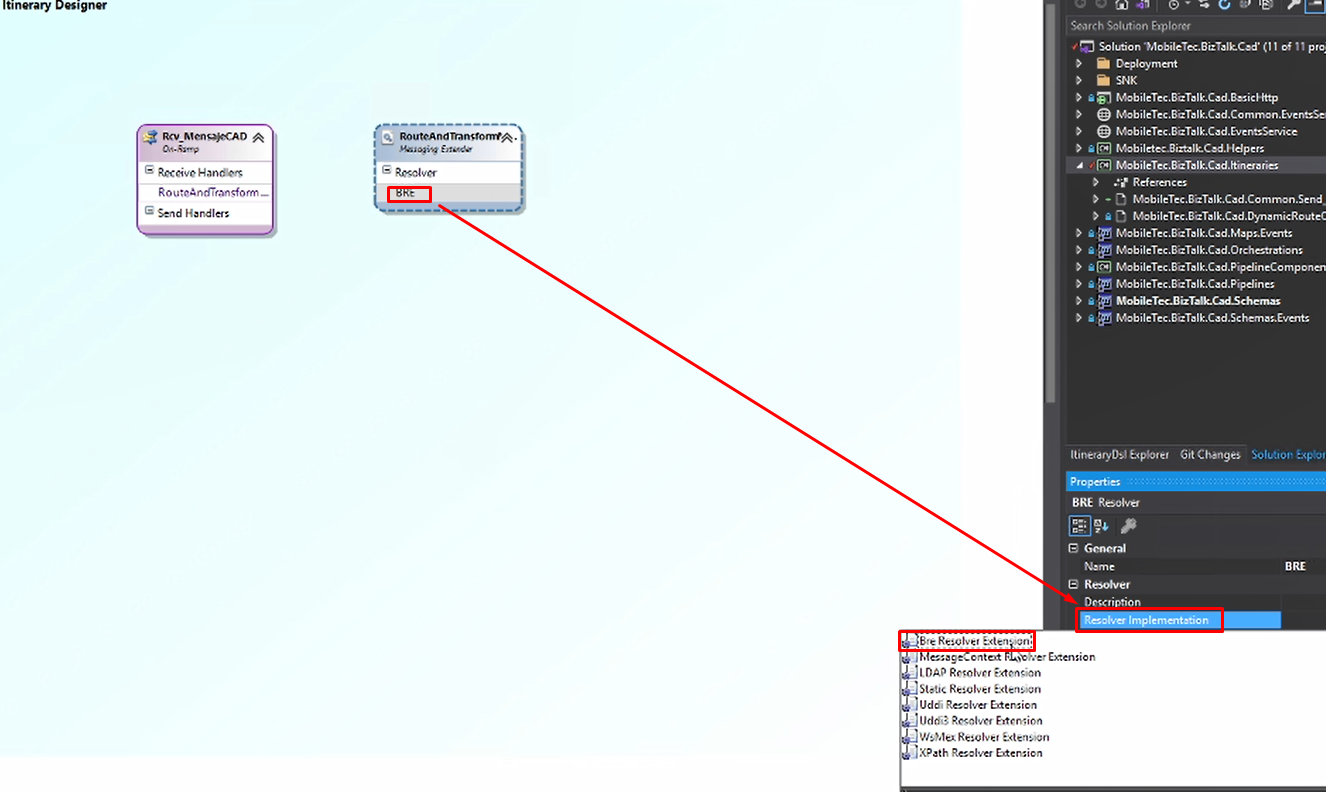 Itinerary Designer
Rcv_MensajeCAD
On-Ramp
Receive Handlers
RouteAndTransform...
Send Handlers
RouteAndTransform
Messaging Extender
Resolver
BRE
Search Solution Explorer
Solution 'MobileTec.BizTalk.Cad' (11 of 11 proj
Deployment
SNK
MobileTec.BizTalk.Cad.BasicHttp
MobileTec.BizTalk.Cad.Common.EventsSer
MobileTec.BizTalk.Cad.EventsService
Mobiletec.Biztalk.Cad.Helpers
MobileTec.BizTalk.Cad.Itineraries
References
MobileTec.BizTalk.Cad.Common.Send_
MobileTec.BizTalk.Cad.DynamicRouteC
MobileTec.BizTalk.Cad.Maps.Events
MobileTec.BizTalk.Cad.Orchestrations
MobileTec.BizTalk.Cad.PipelineComponen
MobileTec.BizTalk.Cad.Pipelines
MobileTec.BizTalk.Cad.Schemas
MobileTec.BizTalk.Cad.Schemas.Events
ItineraryDsl Explorer Git Changes Solution Explor
Properties
BRE Resolver
General
Name BRE
Resolver
Description
Resolver Implementation
Bre Resolver Extension
MessageContext Resolver Extension
LDAP Resolver Extension
Static Resolver Extension
Uddi Resolver Extension
Uddi3 Resolver Extension
WsMex Resolver Extension
XPath Resolver Extension